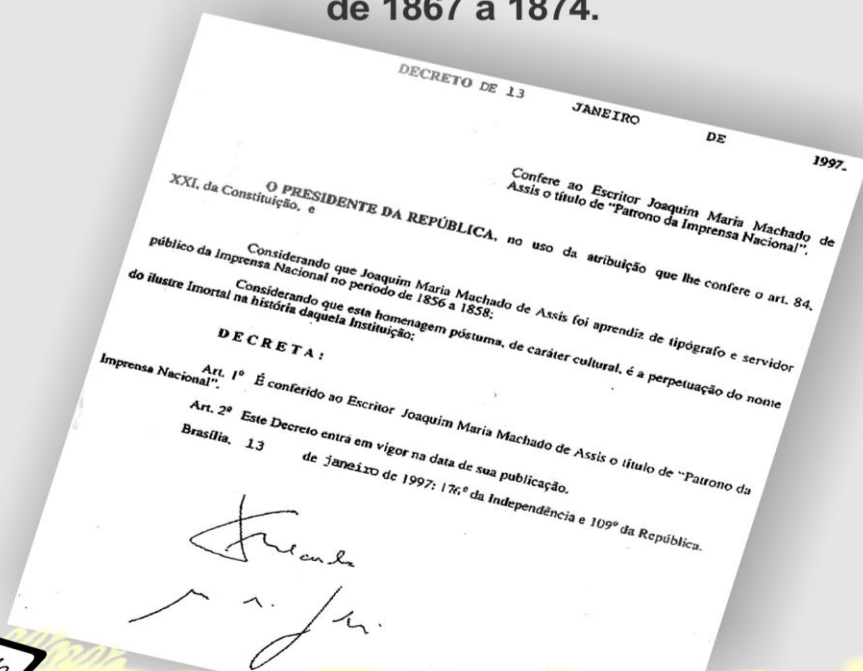 de 1867 a 1874.
DECRETO DE 13 JANEIRO DE 1997.
Confere ao Escritor Joaquim Maria Machado de
Assis o título de "Patrono da Imprensa Nacional".
O PRESIDENTE DA REPÚBLICA, no uso da atribuição que lhe confere o art. 84,
XXI, da Constituição, e
Considerando que Joaquim Maria Machado de Assis foi aprendiz de tipógrafo e servidor
público da Imprensa Nacional no período de 1856 a 1858;
Considerando que esta homenagem póstuma, de caráter cultural, é a perpetuação do nome
do ilustre Imortal na história daquela Instituição;
DECRETA:
Art. 1º É conferido ao Escritor Joaquim Maria Machado de Assis o título de "Patrono da
Imprensa Nacional".
Art. 2º Este Decreto entra em vigor na data de sua publicação.
Brasília, 13 de janeiro de 1997; 176º da Independência e 109º da República.